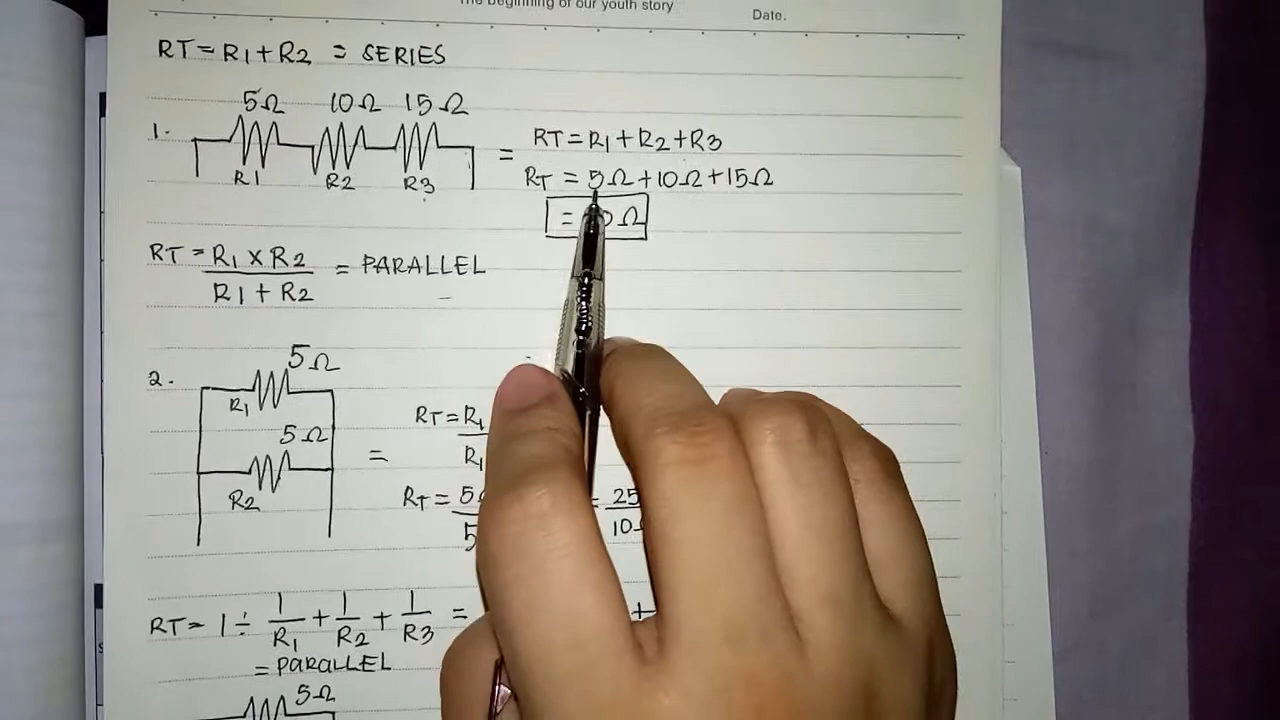 The beginning of our youth story
Date.
RT = R1 + R2 = SERIES
5Ω 10Ω 15Ω
1.
R1 R2 R3
= RT = R1 + R2 + R3
RT = 5Ω + 10Ω + 15Ω
= Ω
RT = R1 x R2 / R1 + R2 = PARALLEL
2.
5Ω
R1
5Ω
R2
= RT = R1 / R1
RT = 5 / 5 = 25 / 10
RT = 1 ÷ 1/R1 + 1/R2 + 1/R3 = +
= PARALLEL
5Ω